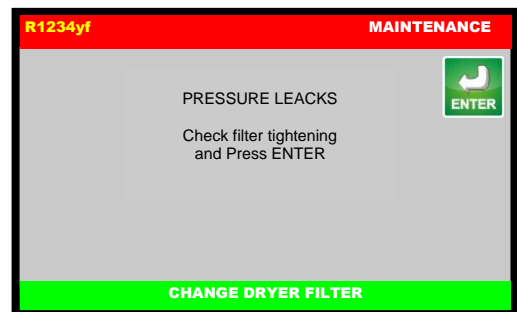 R1234yf MAINTENANCE
PRESSURE LEACKS
ENTER
Check filter tightening
and Press ENTER
CHANGE DRYER FILTER